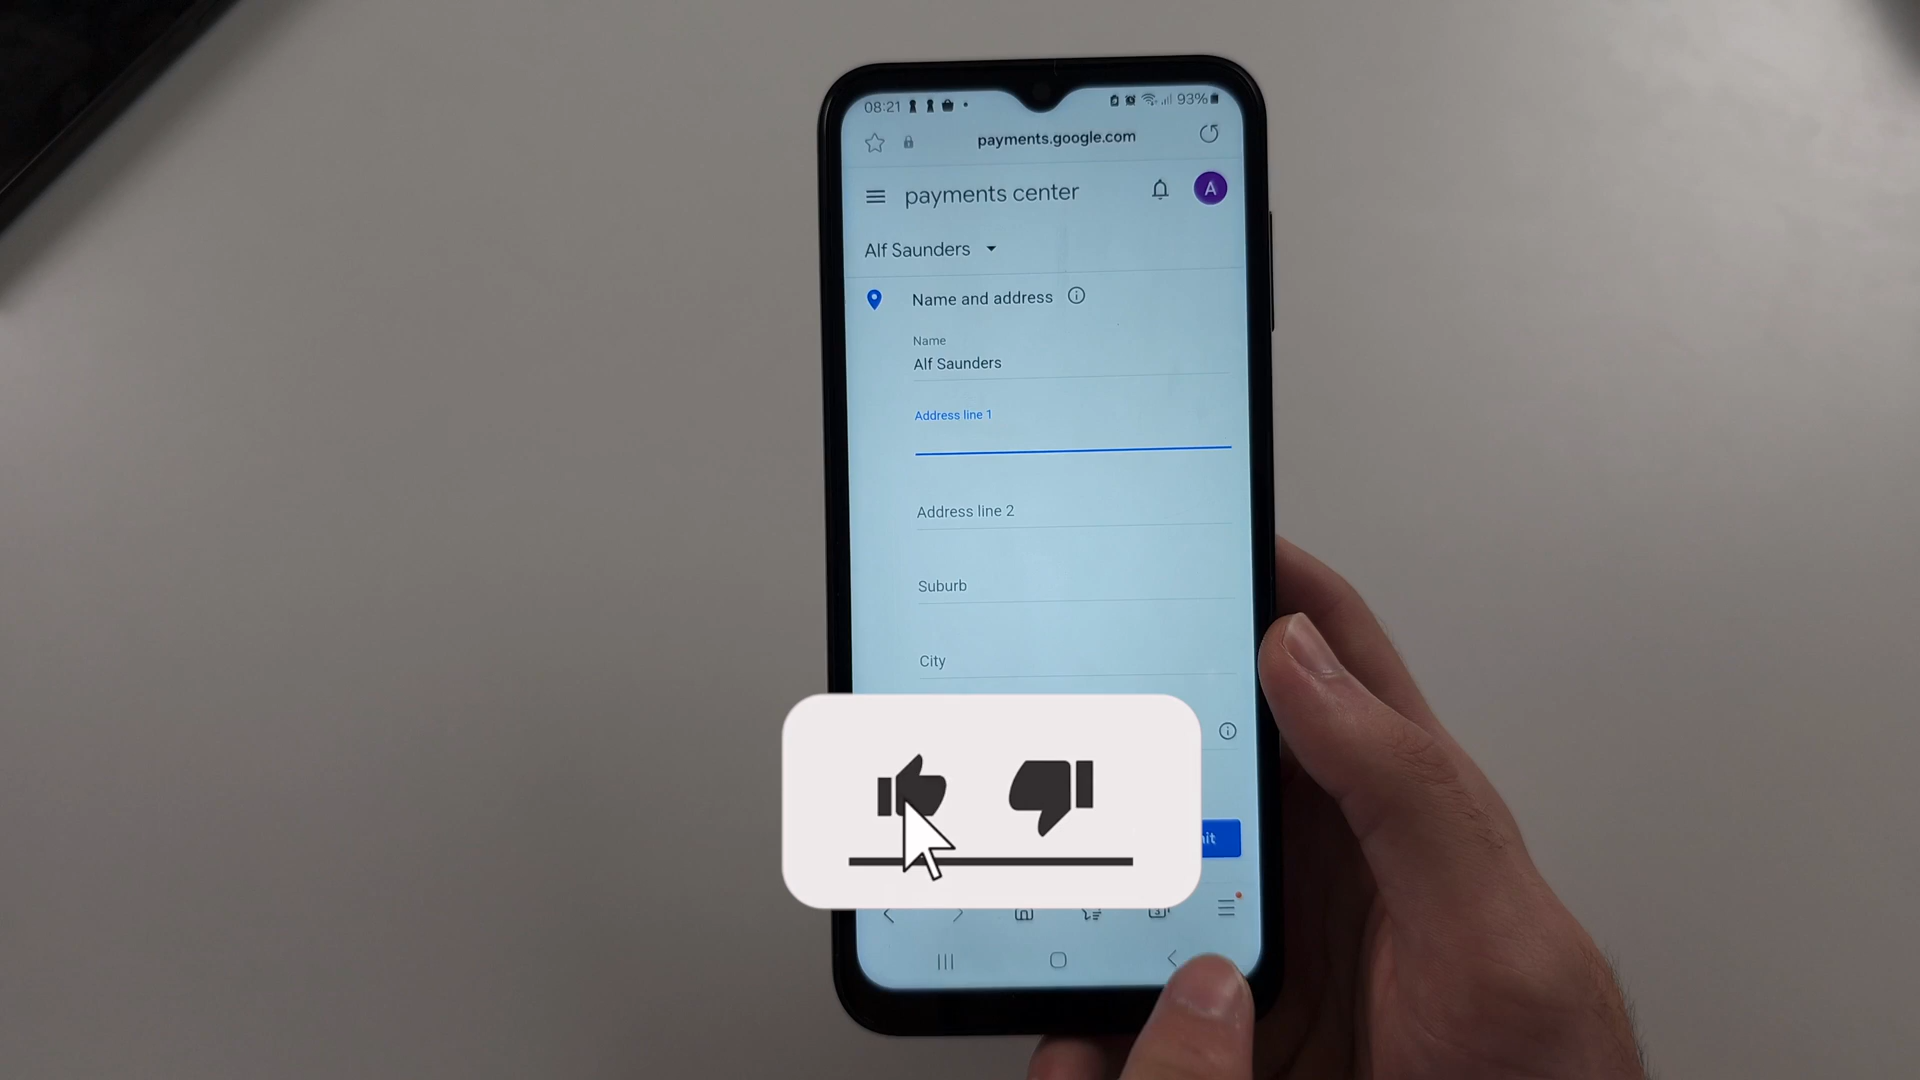 08:21
93%
payments.google.com
payments center
A
Alf Saunders
Name and address
Name
Alf Saunders
Address line 1
Address line 2
Suburb
City